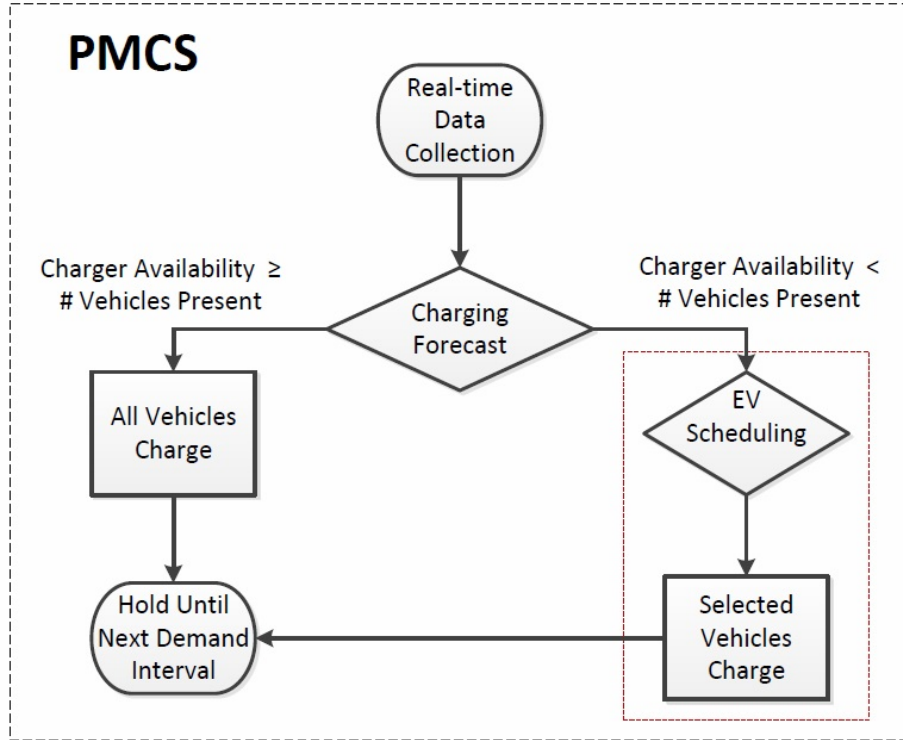 PMCS
Real-time
Data
Collection
Charger Availability ≥
# Vehicles Present
Charger Availability <
# Vehicles Present
Charging
Forecast
All Vehicles
Charge
EV
Scheduling
Hold Until
Next Demand
Interval
Selected
Vehicles
Charge